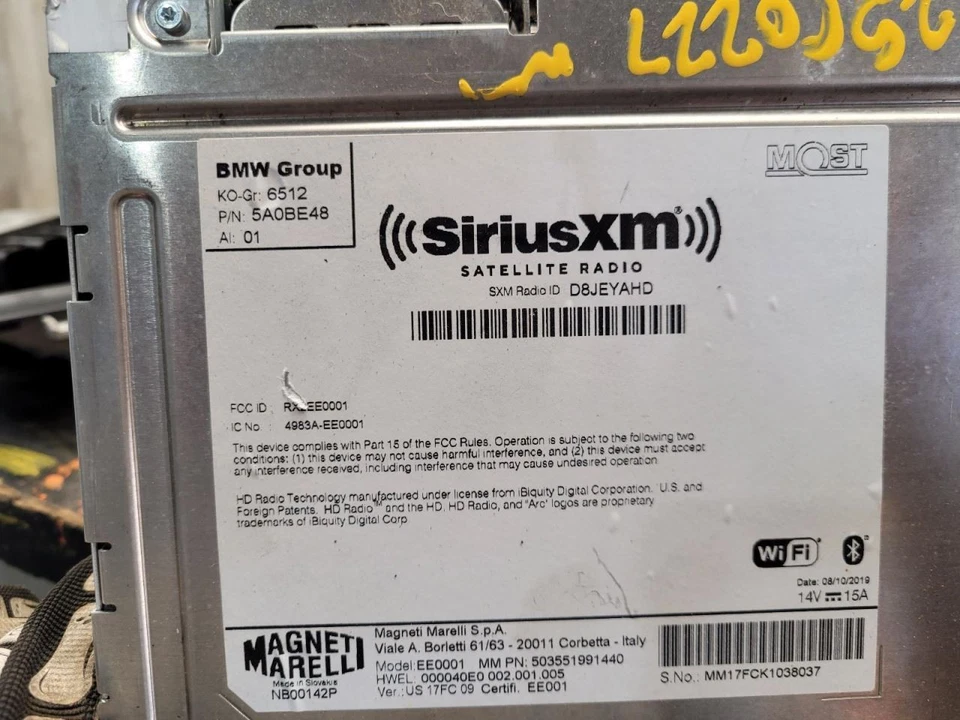 BMW Group
KO-Gr: 6512
P/N: 5A0BE48
AI: 01
MOST
SiriusXm
SATELLITE RADIO
SXM Radio ID D8JEYAHD
FCC ID: EE0001
IC No. : 4983A-EE0001
This device complies with Part 15 of the FCC Rules. Operation is subject to the following two
conditions: (1) this device may not cause harmful interference, and (2) this device must accept
any interference received, including interference that may cause undesired operation.
HD Radio Technology manufactured under license from iBiquity Digital Corporation. U.S. and
Foreign Patents. HD Radio™ and the HD, HD Radio, and "Arc" logos are proprietary
trademarks of iBiquity Digital Corp.
WiFi
Date: 08/10/2019
14V 15A
MAGNETI
MARELLI
Made in Slovakia
NB00142P
Magneti Marelli S.p.A.
Viale A. Borletti 61/63 - 20011 Corbetta - Italy
Model:EE0001 MM PN: 503551991440
HWEL: 000040E0 002.001.005
Ver.: US 17FC 09 Certifi. EE001
S.No.: MM17FCK1038037